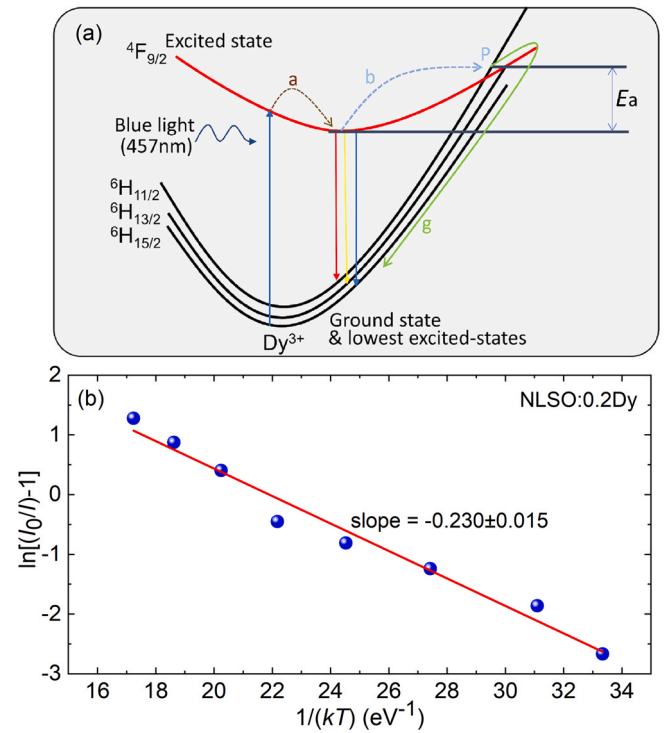 (a)
Excited state
⁴F₉/₂
a
b
P
Ea
Blue light
(457nm)
⁶H₁₁/₂
⁶H₁₃/₂
⁶H₁₅/₂
g
Ground state
& lowest excited-states
Dy³⁺
(b)
NLSO:0.2Dy
slope = -0.230±0.015
ln[(I₀/I)-1]
2
1
0
-1
-2
-3
16 18 20 22 24 26 28 30 32 34
1/(kT) (eV⁻¹)